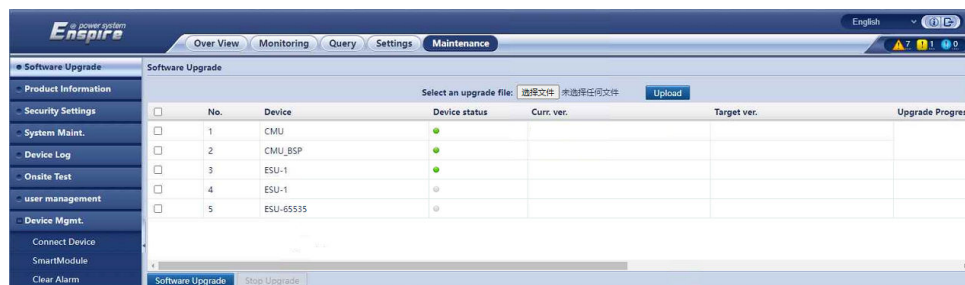 Enspire e power system
English
Over View Monitoring Query Settings Maintenance
7 1 0
Software Upgrade
Product Information
Security Settings
System Maint.
Device Log
Onsite Test
user management
Device Mgmt.
Connect Device
SmartModule
Clear Alarm
Software Upgrade
Select an upgrade file: 选择文件 未选择任何文件 Upload
No. Device Device status Curr. ver. Target ver. Upgrade Progre
1 CMU
2 CMU_BSP
3 ESU-1
4 ESU-1
5 ESU-65535
Software Upgrade Stop Upgrade